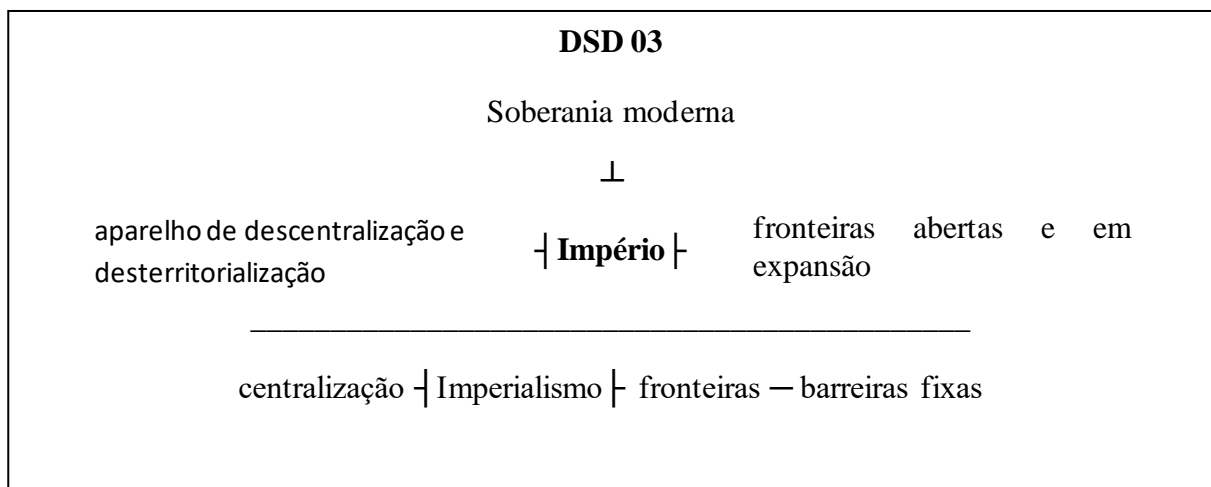 DSD 03
Soberania moderna
⊥
aparelho de descentralização e
desterritorialização
┤Império├
fronteiras abertas e em
expansão
centralização ┤Imperialismo├ fronteiras — barreiras fixas